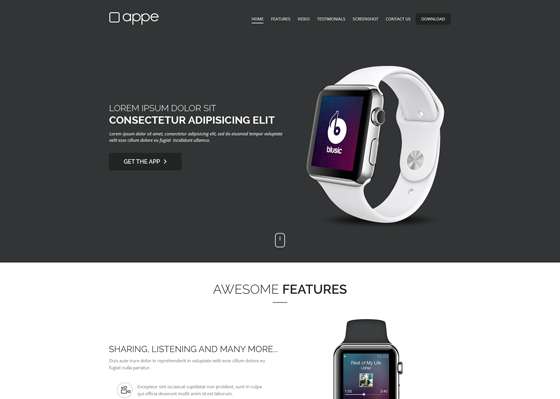 appe
HOME FEATURES VIDEO TESTIMONIALS SCREENSHOT CONTACT US DOWNLOAD
LOREM IPSUM DOLOR SIT
CONSECTETUR ADIPISICING ELIT
Lorem ipsum dolor sit amet, consectetur adipisicing elit, sed do eiusmod tempor voluptate
velit esse cillum dolore eu fugiat incididunt ullamco.
GET THE APP
blusic
AWESOME FEATURES
SHARING, LISTENING AND MANY MORE...
Duis aute irure dolor in reprehenderit in voluptate velit esse cillum dolore eu
fugiat nulla pariatur.
Excepteur sint occaecat cupidatat non proident, sunt in culpa
qui officia deserunt mollit anim id est laborum.
Rest of My Life
Usher
1:55